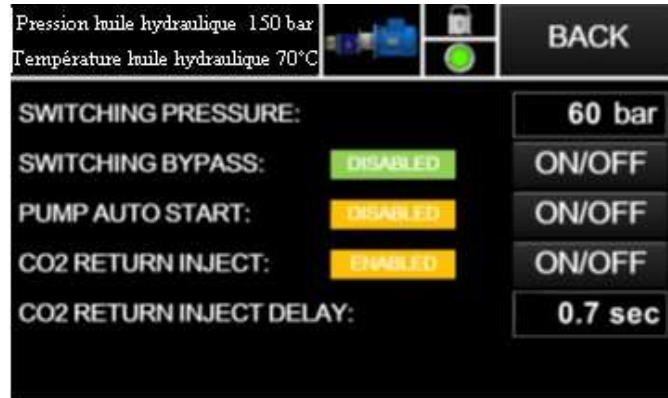 Pression huile hydraulique 150 bar
Température huile hydraulique 70°C
BACK
SWITCHING PRESSURE: 60 bar
SWITCHING BYPASS: DISABLED ON/OFF
PUMP AUTO START: DISABLED ON/OFF
CO2 RETURN INJECT: ENABLED ON/OFF
CO2 RETURN INJECT DELAY: 0.7 sec